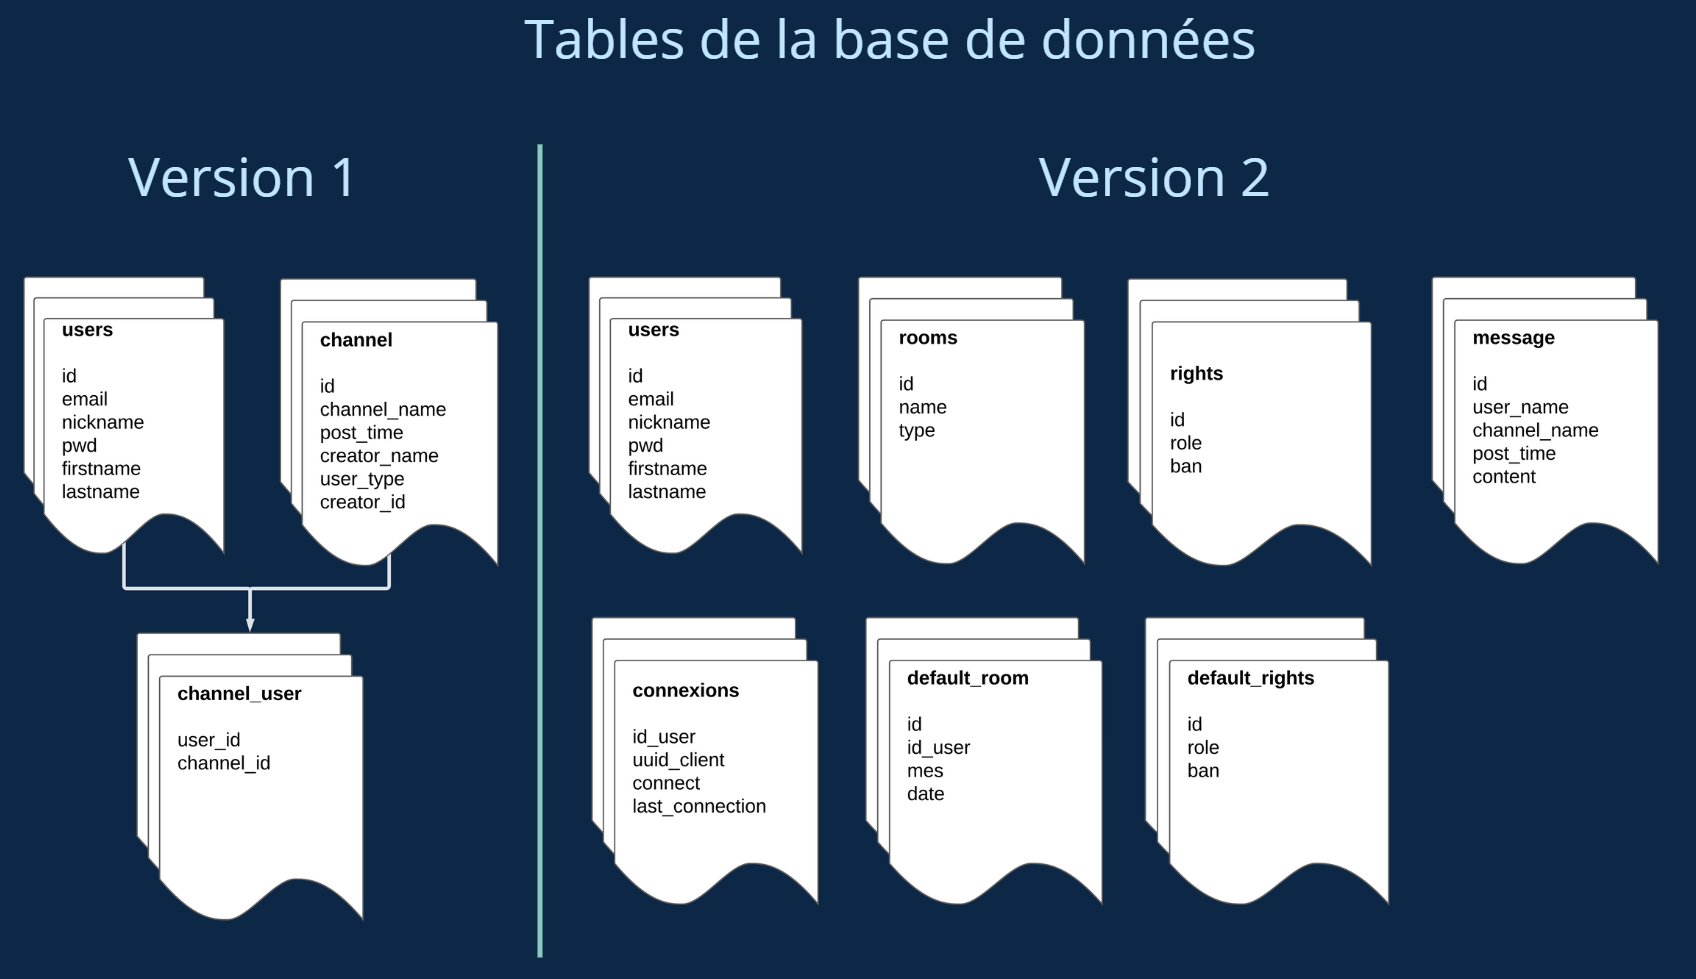 Tables de la base de données
Version 1
users
id
email
nickname
pwd
firstname
lastname
channel
id
channel_name
post_time
creator_name
user_type
creator_id
channel_user
user_id
channel_id
Version 2
users
id
email
nickname
pwd
firstname
lastname
rooms
id
name
type
rights
id
role
ban
message
id
user_name
channel_name
post_time
content
connexions
id_user
uuid_client
connect
last_connection
default_room
id
id_user
mes
date
default_rights
id
role
ban